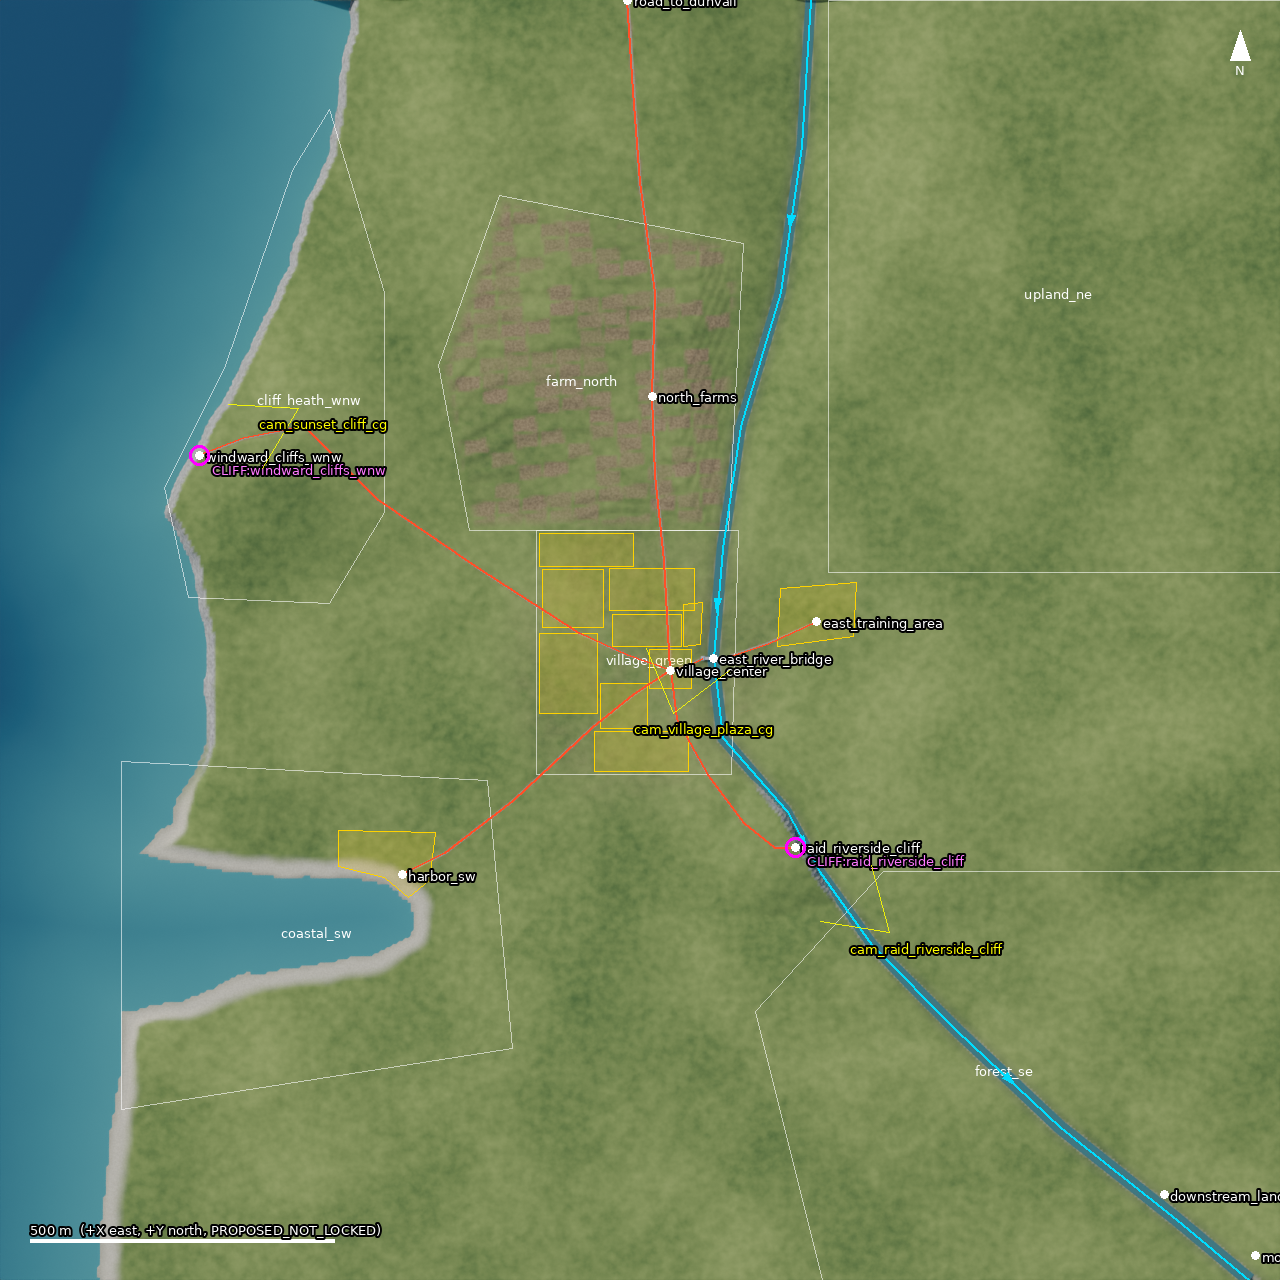 road_to_dunvall
N
upland_ne
farm_north
north_farms
cliff_heath_wnw
cam_sunset_cliff_cg
windward_cliffs_wnw
CLIFF:windward_cliffs_wnw
east_training_area
village_green
east_river_bridge
village_center
cam_village_plaza_cg
raid_riverside_cliff
CLIFF:raid_riverside_cliff
harbor_sw
coastal_sw
cam_raid_riverside_cliff
forest_se
downstream_land
500 m (+X east, +Y north, PROPOSED_NOT_LOCKED)